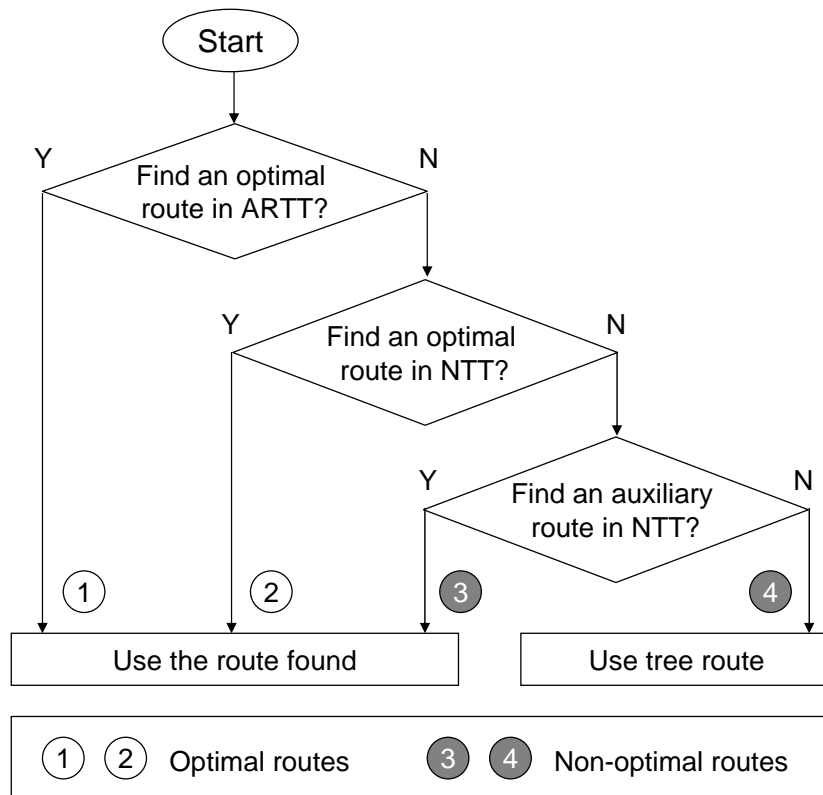 Start
Y
N
Find an optimal
route in ARTT?
Y
N
Find an optimal
route in NTT?
Y
N
Find an auxiliary
route in NTT?
1
2
3
4
Use the route found
Use tree route
1 2 Optimal routes
3 4 Non-optimal routes